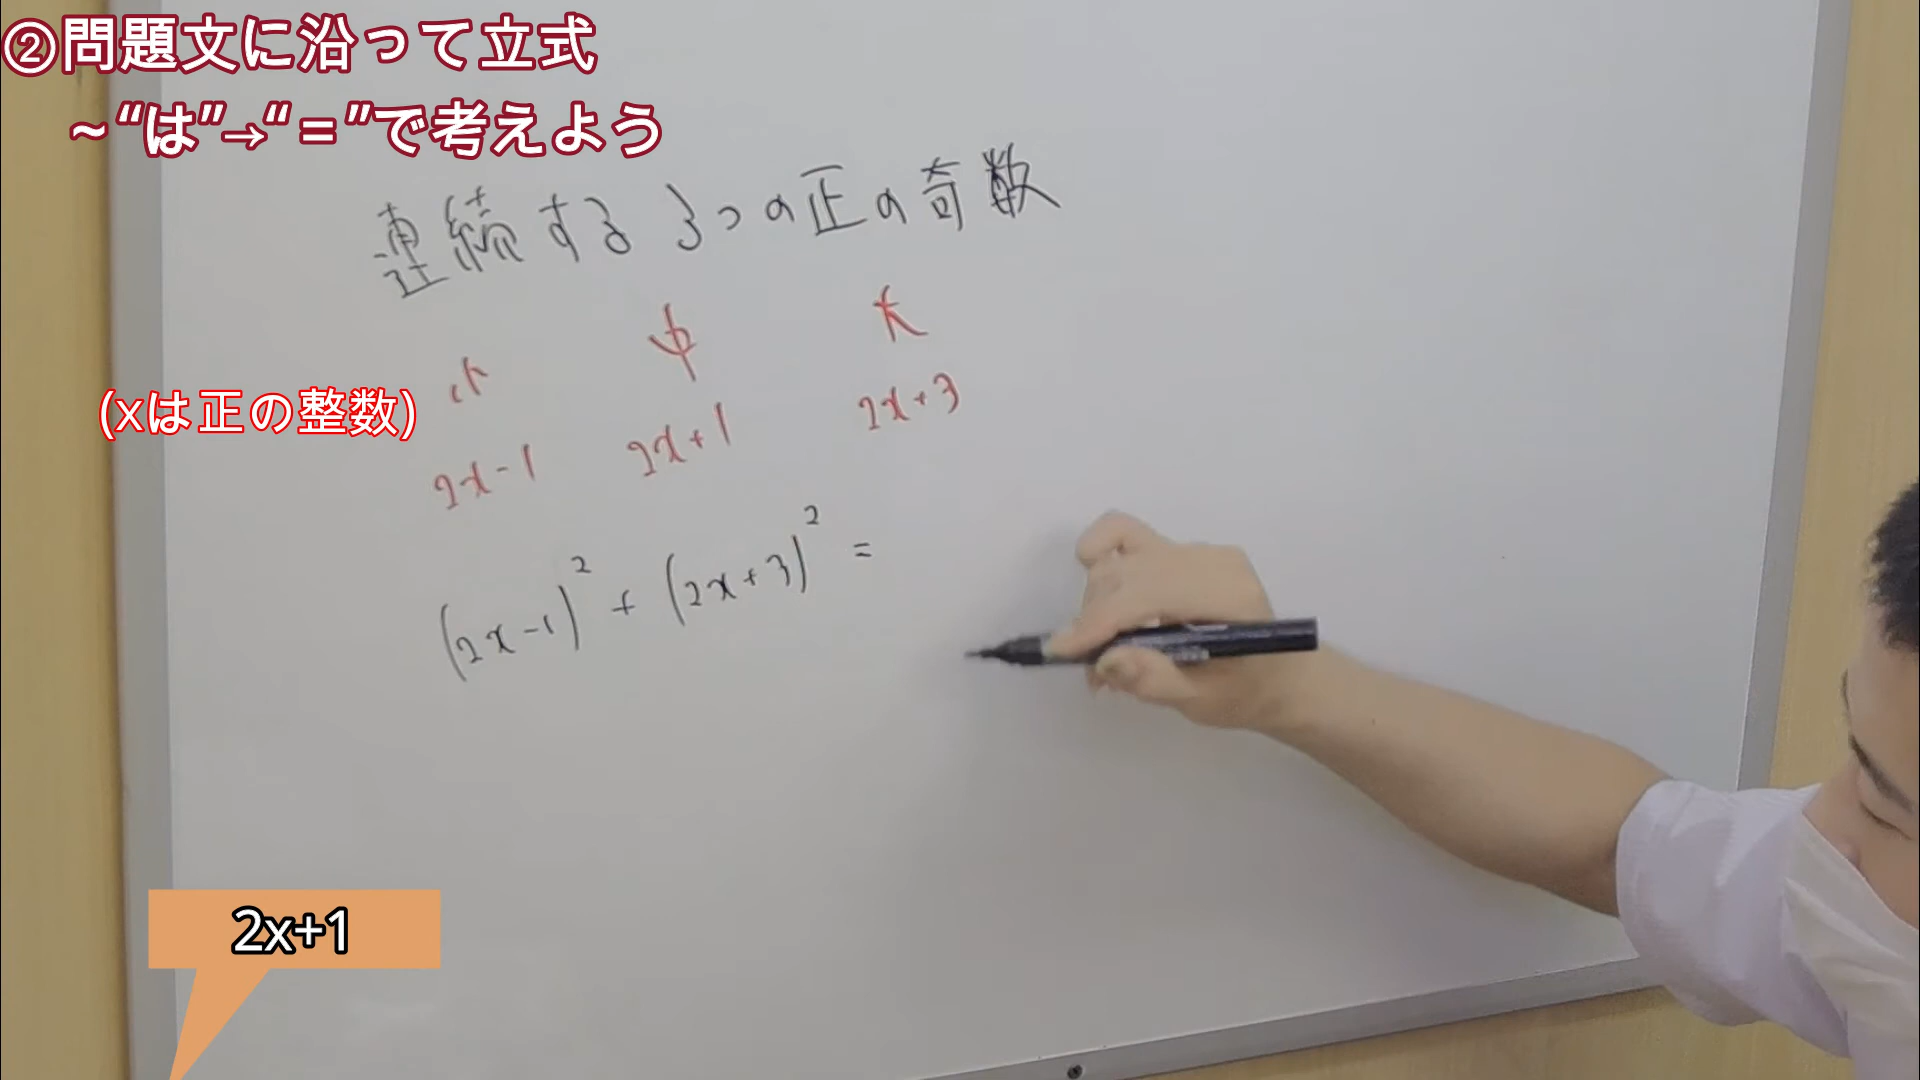 ②問題文に沿って立式
~“は”→“=”で考えよう
連続する3つの正の奇数
小 中 大
(xは正の整数)
2x-1 2x+1 2x+3
(2x-1)² + (2x+3)² =
2x+1